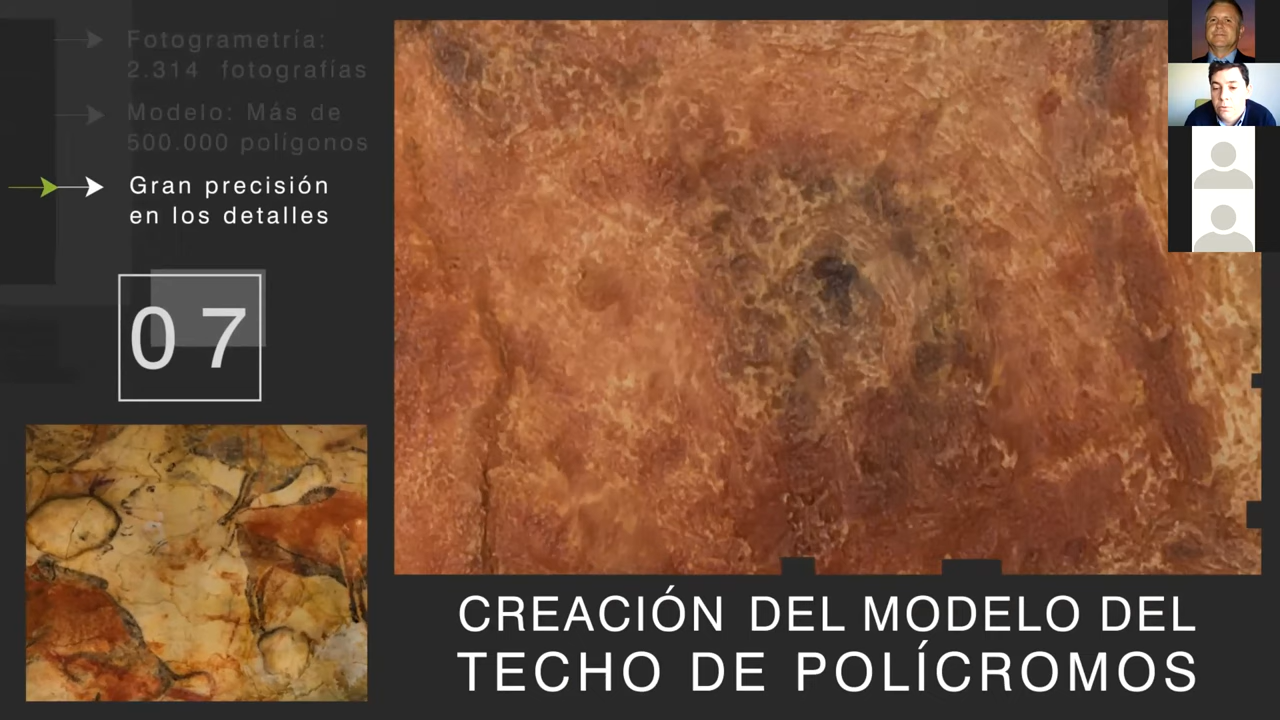 Fotogrametría:
2.314 fotografías
Modelo: Más de
500.000 polígonos
Gran precisión
en los detalles
07
CREACIÓN DEL MODELO DEL
TECHO DE POLÍCROMOS